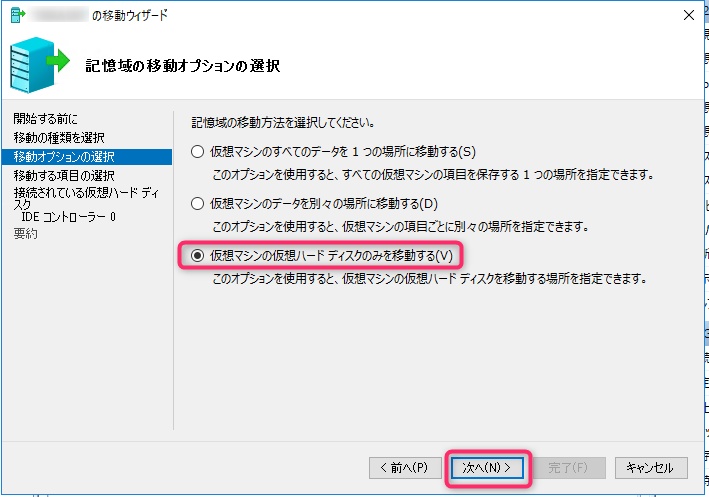 の移動ウィザード
記憶域の移動オプションの選択
開始する前に
移動の種類を選択
移動オプションの選択
移動する項目の選択
接続されている仮想ハード ディ
スク
IDE コントローラー 0
要約
記憶域の移動方法を選択してください。
仮想マシンのすべてのデータを 1 つの場所に移動する(S)
このオプションを使用すると、すべての仮想マシンの項目を保存する 1 つの場所を指定できます。
仮想マシンのデータを別々の場所に移動する(D)
このオプションを使用すると、仮想マシンの項目ごとに別々の場所を指定できます。
仮想マシンの仮想ハード ディスクのみを移動する(V)
このオプションを使用すると、仮想マシンの仮想ハード ディスクを移動する場所を指定できます。
< 前へ(P)
次へ(N) >
完了(F)
キャンセル